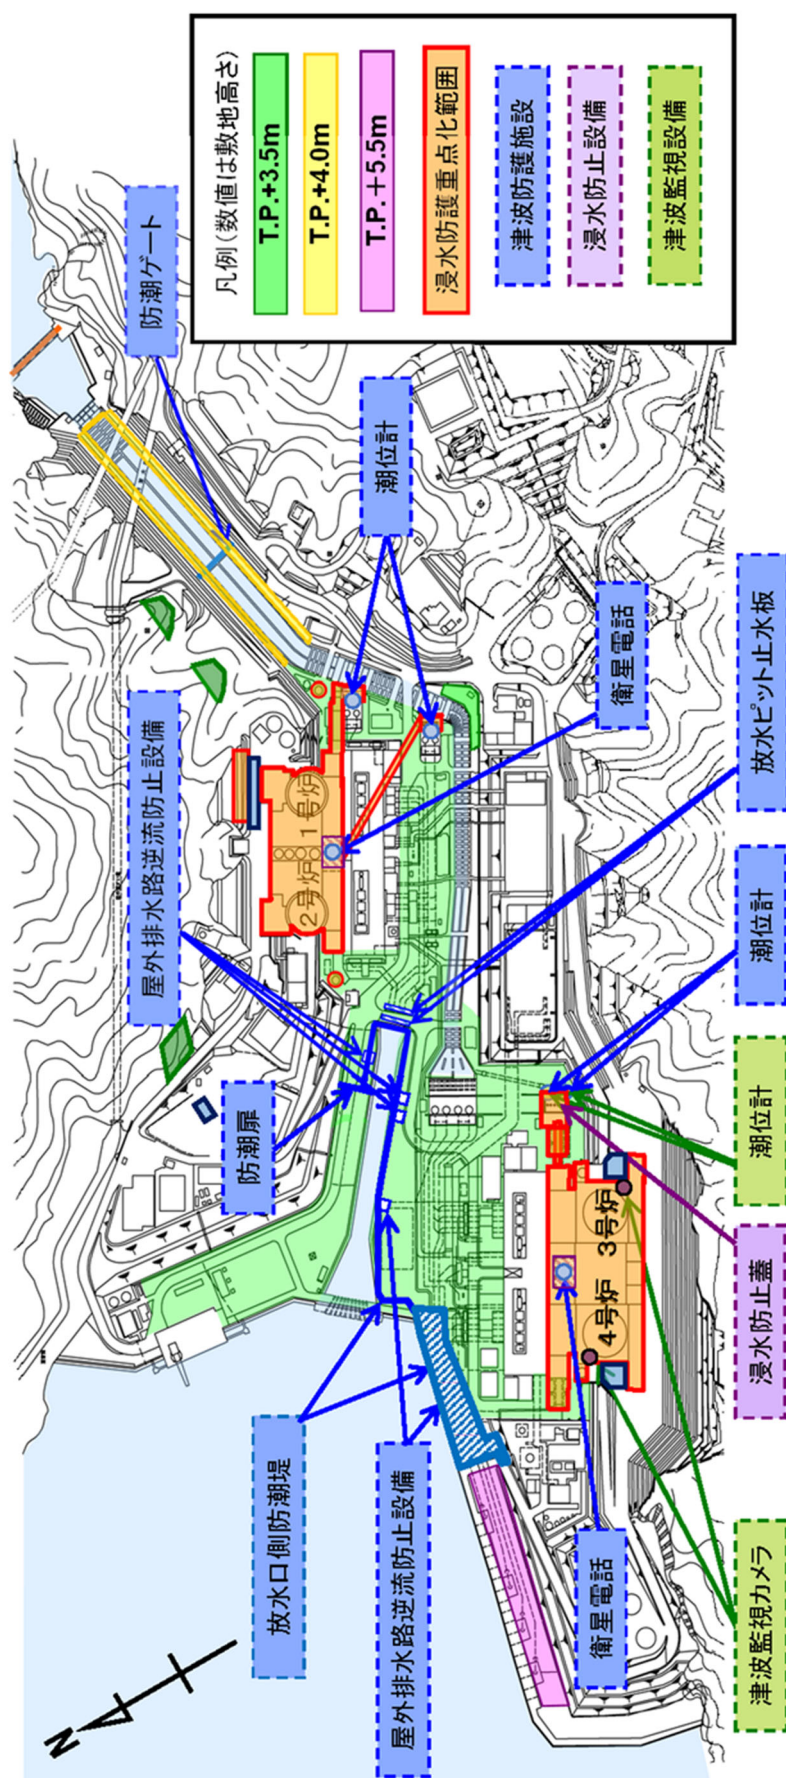 凡例(数値は敷地高さ)
T.P.+3.5m
T.P.+4.0m
T.P.+5.5m
浸水防護重点化範囲
津波防護施設
浸水防止設備
津波監視設備
N
放水口側防潮堤
防潮扉
屋外排水路逆流防止設備
防潮ゲート
潮位計
2号炉
1号炉
衛星電話
屋外排水路逆流防止設備
4号炉
3号炉
衛星電話
放水ピット止水板
潮位計
潮位計
浸水防止蓋
津波監視カメラ